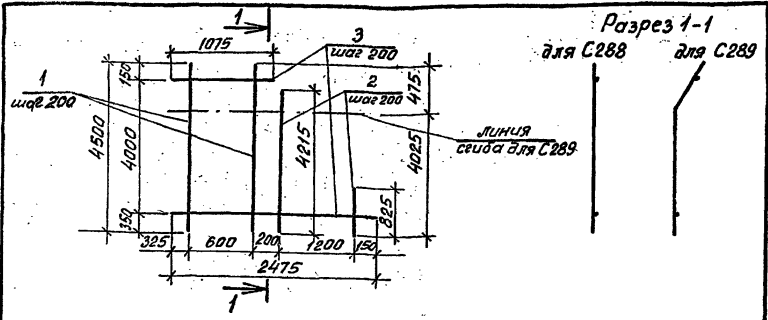 1
Разрез 1-1
для С288
для С289
1075
3
шаг 200
2
шаг 200
1
шаг 200
150
4500
4000
350
4215
475
4025
825
линия
сгиба для С289
325
600
200
1200
150
2475
1